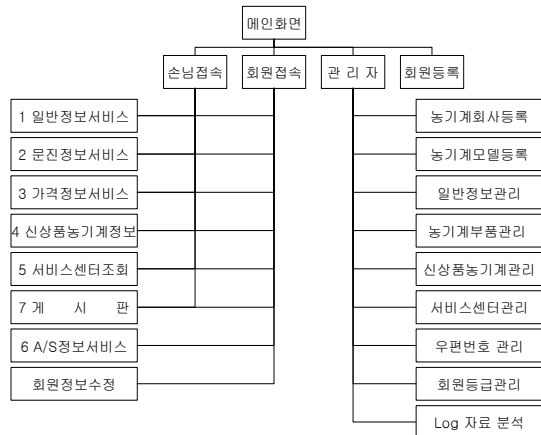 메인화면
손님접속 회원접속 관 리 자 회원등록
1 일반정보서비스
2 문진정보서비스
3 가격정보서비스
4 신상품농기계정보
5 서비스센터조회
7 게 시 판
6 A/S정보서비스
회원정보수정
농기계회사등록
농기계모델등록
일반정보관리
농기계부품관리
신상품농기계관리
서비스센터관리
우편번호 관리
회원등급관리
Log 자료 분석